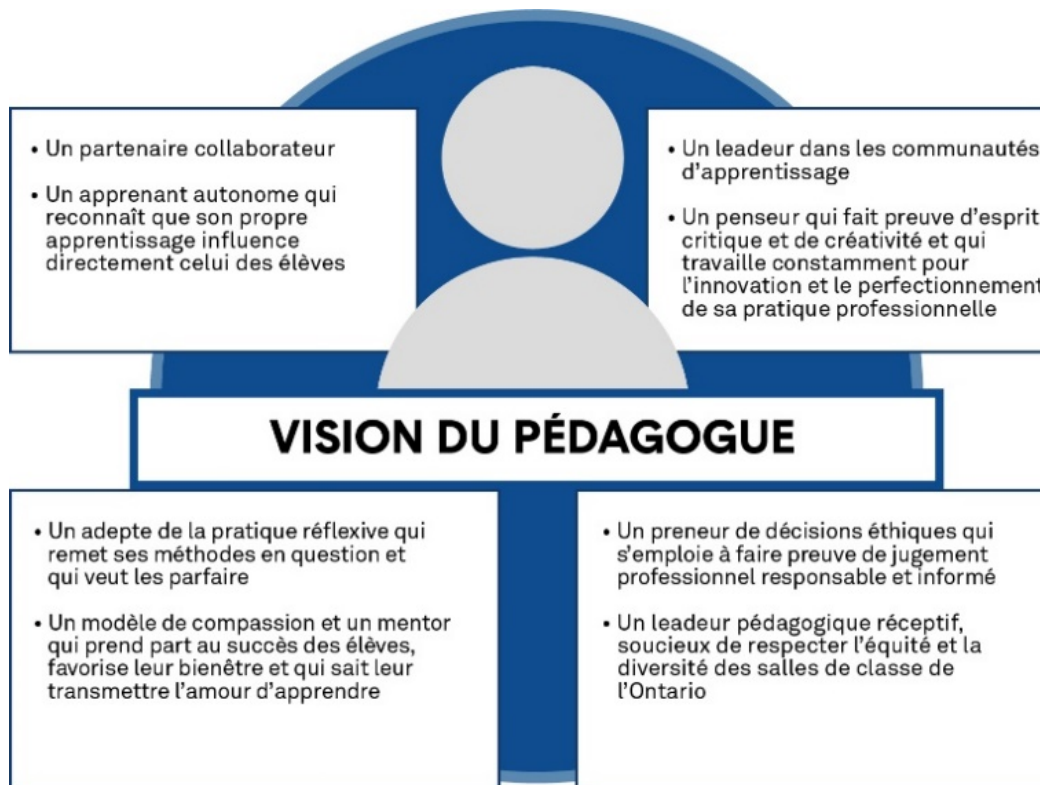 • Un partenaire collaborateur
• Un apprenant autonome qui
reconnaît que son propre
apprentissage influence
directement celui des élèves
• Un leadeur dans les communautés
d'apprentissage
• Un penseur qui fait preuve d'esprit
critique et de créativité et qui
travaille constamment pour
l'innovation et le perfectionnement
de sa pratique professionnelle
VISION DU PÉDAGOGUE
• Un adepte de la pratique réflexive qui
remet ses méthodes en question et
qui veut les parfaire
• Un modèle de compassion et un mentor
qui prend part au succès des élèves,
favorise leur bienêtre et qui sait leur
transmettre l'amour d'apprendre
• Un preneur de décisions éthiques qui
s'emploie à faire preuve de jugement
professionnel responsable et informé
• Un leadeur pédagogique réceptif,
soucieux de respecter l'équité et la
diversité des salles de classe de
l'Ontario